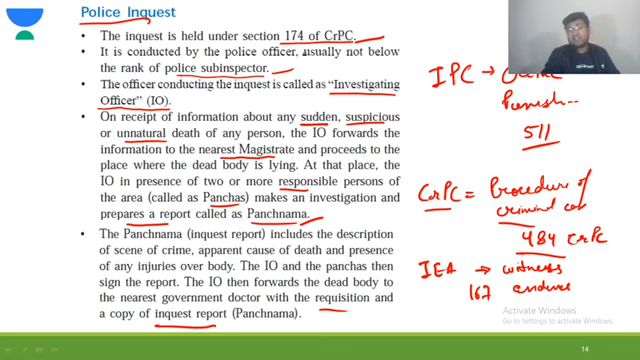 Police Inquest
• The inquest is held under section 174 of CrPC.
• It is conducted by the police officer, usually not below
the rank of police subinspector.
• The officer conducting the inquest is called as "Investigating
Officer" (IO)
• On receipt of information about any sudden, suspicious
or unnatural death of any person, the IO forwards the
information to the nearest Magistrate and proceeds to the
place where the dead body is lying. At that place, the
IO in presence of two or more responsible persons of
the area (called as Panchas) makes an investigation and
prepares a report called as Panchnama.
• The Panchnama (inquest report) includes the description
of scene of crime, apparent cause of death and presence
of any injuries over body. The IO and the panchas then
sign the report. The IO then forwards the dead body to
the nearest government doctor with the requisition and
a copy of inquest report (Panchnama).
IPC →
Punish...
511
CrPC = Procedure of
criminal
484 CrPC
IEA → witness
167
Activate Windows
Go to Settings to activate Windows.
14